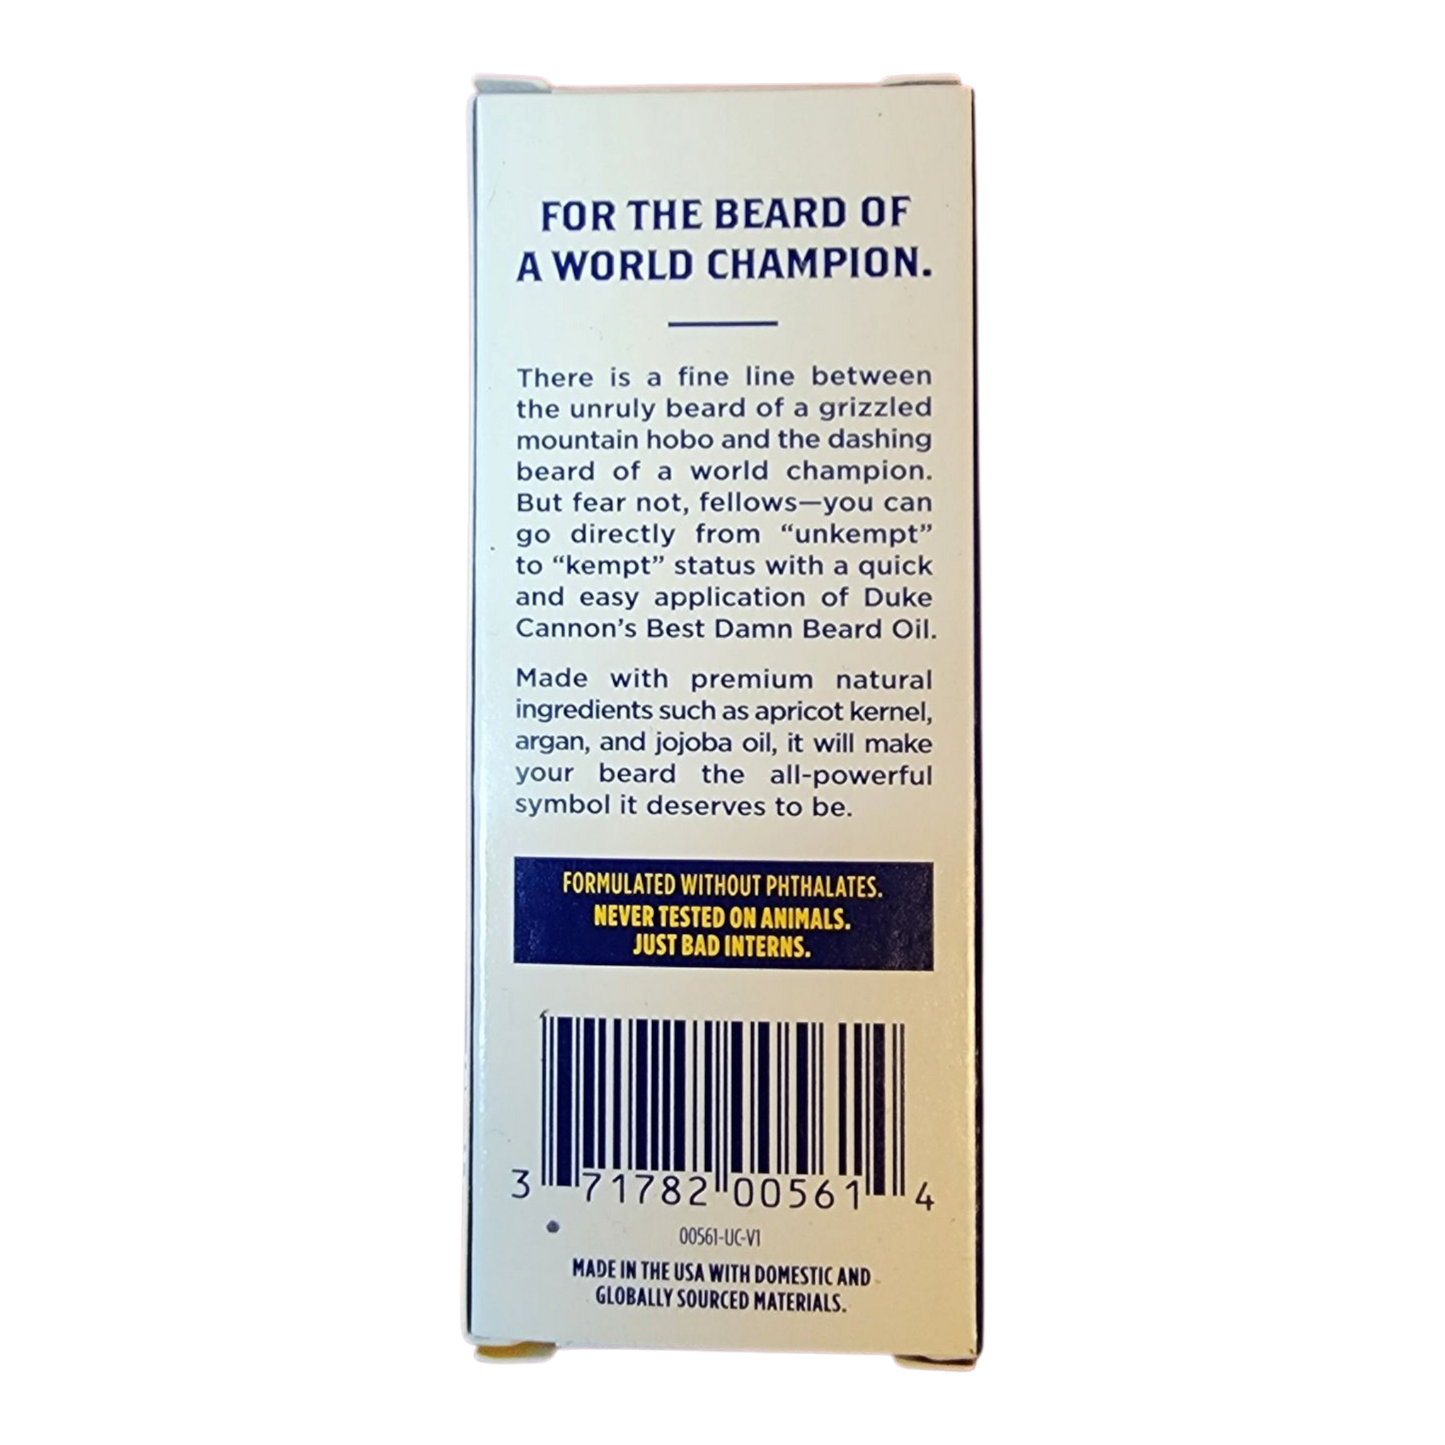 FOR THE BEARD OF
A WORLD CHAMPION.
There is a fine line between
the unruly beard of a grizzled
mountain hobo and the dashing
beard of a world champion.
But fear not, fellows—you can
go directly from “unkempt”
to “kempt” status with a quick
and easy application of Duke
Cannon’s Best Damn Beard Oil.
Made with premium natural
ingredients such as apricot kernel,
argan, and jojoba oil, it will make
your beard the all-powerful
symbol it deserves to be.
FORMULATED WITHOUT PHTHALATES.
NEVER TESTED ON ANIMALS.
JUST BAD INTERNS.
3 71782 00561 4
00561-UC-V1
MADE IN THE USA WITH DOMESTIC AND
GLOBALLY SOURCED MATERIALS.